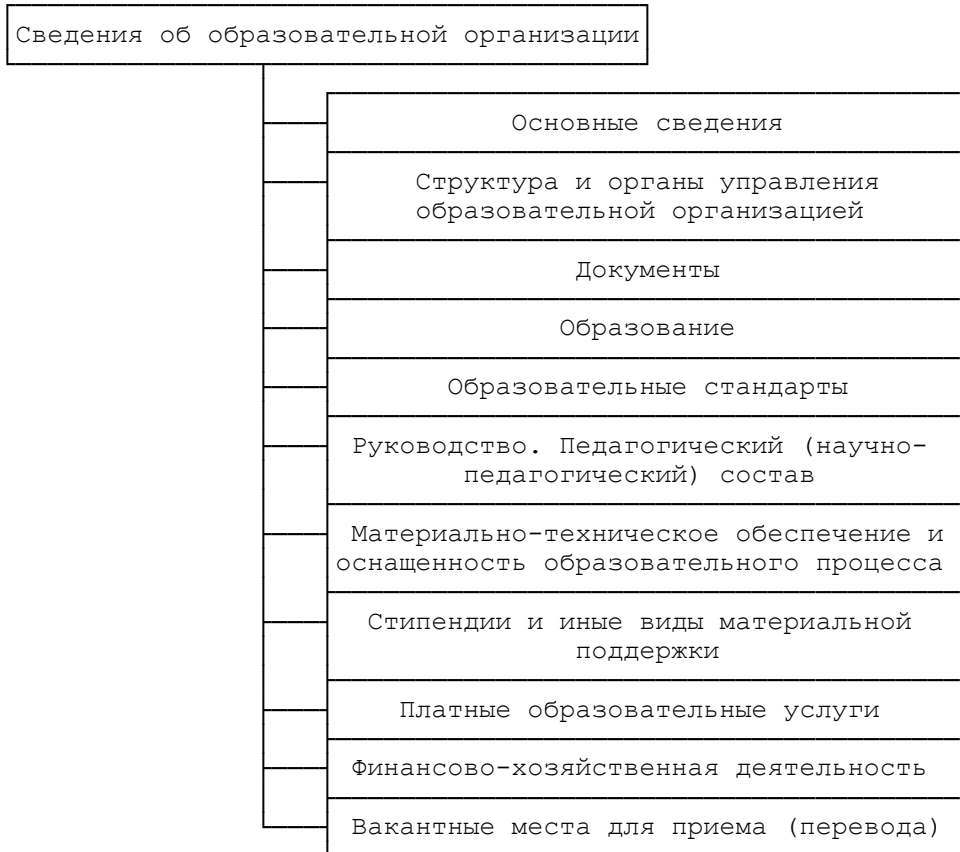 Сведения об образовательной организации
Основные сведения
Структура и органы управления
образовательной организацией
Документы
Образование
Образовательные стандарты
Руководство. Педагогический (научно-
педагогический) состав
Материально-техническое обеспечение и
оснащенность образовательного процесса
Стипендии и иные виды материальной
поддержки
Платные образовательные услуги
Финансово-хозяйственная деятельность
Вакантные места для приема (перевода)